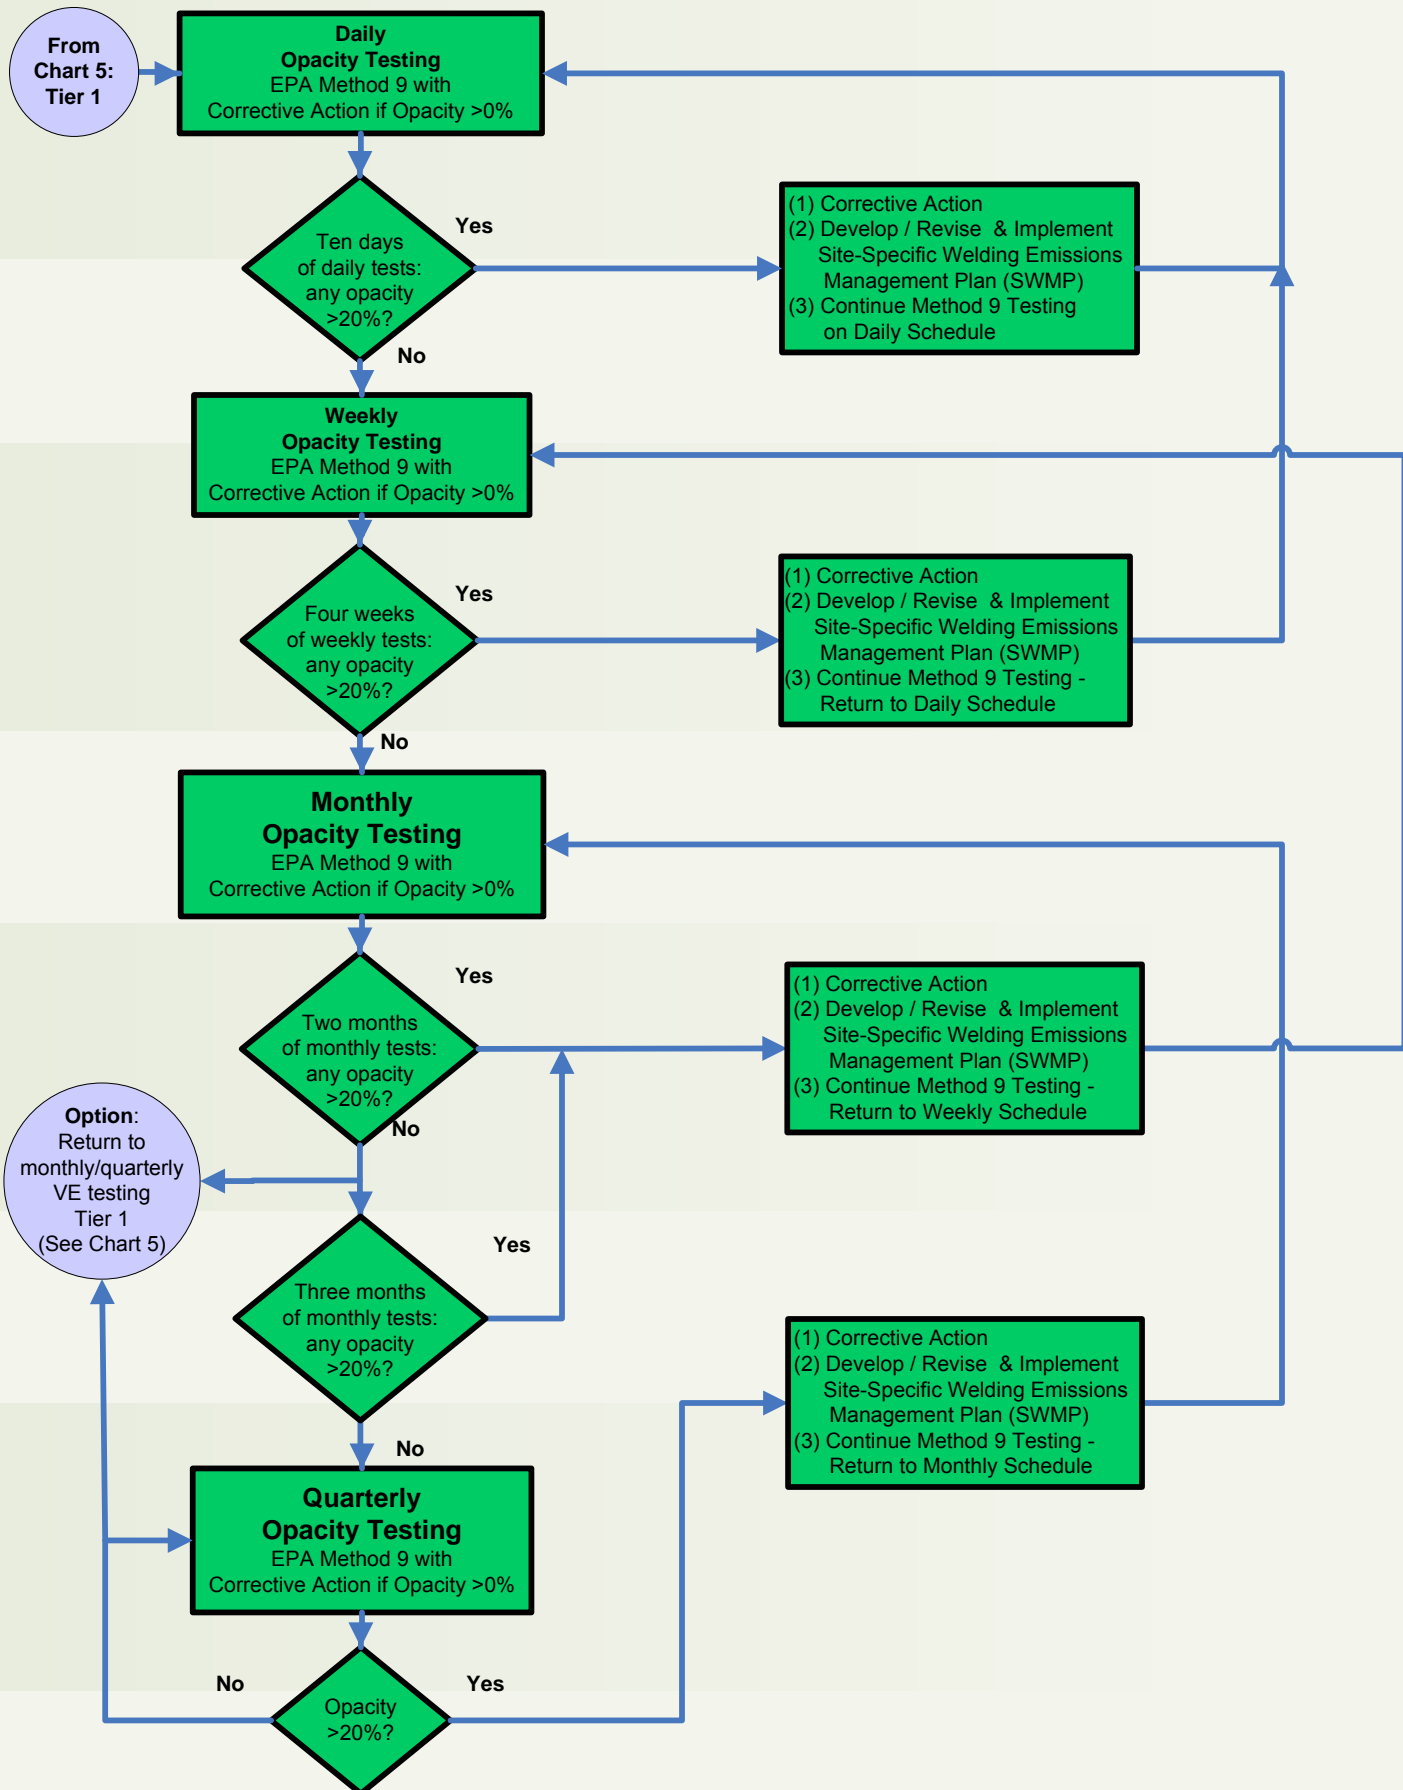 From
Chart 5:
Tier 1
Daily
Opacity Testing
EPA Method 9 with
Corrective Action if Opacity >0%
Ten days
of daily tests:
any opacity
>20%?
Yes
No
(1) Corrective Action
(2) Develop / Revise & Implement
Site-Specific Welding Emissions
Management Plan (SWMP)
(3) Continue Method 9 Testing
on Daily Schedule
Weekly
Opacity Testing
EPA Method 9 with
Corrective Action if Opacity >0%
Four weeks
of weekly tests:
any opacity
>20%?
Yes
No
(1) Corrective Action
(2) Develop / Revise & Implement
Site-Specific Welding Emissions
Management Plan (SWMP)
(3) Continue Method 9 Testing -
Return to Daily Schedule
Monthly
Opacity Testing
EPA Method 9 with
Corrective Action if Opacity >0%
Two months
of monthly tests:
any opacity
>20%?
Yes
No
(1) Corrective Action
(2) Develop / Revise & Implement
Site-Specific Welding Emissions
Management Plan (SWMP)
(3) Continue Method 9 Testing -
Return to Weekly Schedule
Option:
Return to
monthly/quarterly
VE testing
Tier 1
(See Chart 5)
Three months
of monthly tests:
any opacity
>20%?
Yes
No
(1) Corrective Action
(2) Develop / Revise & Implement
Site-Specific Welding Emissions
Management Plan (SWMP)
(3) Continue Method 9 Testing -
Return to Monthly Schedule
Quarterly
Opacity Testing
EPA Method 9 with
Corrective Action if Opacity >0%
No
Yes
Opacity
>20%?